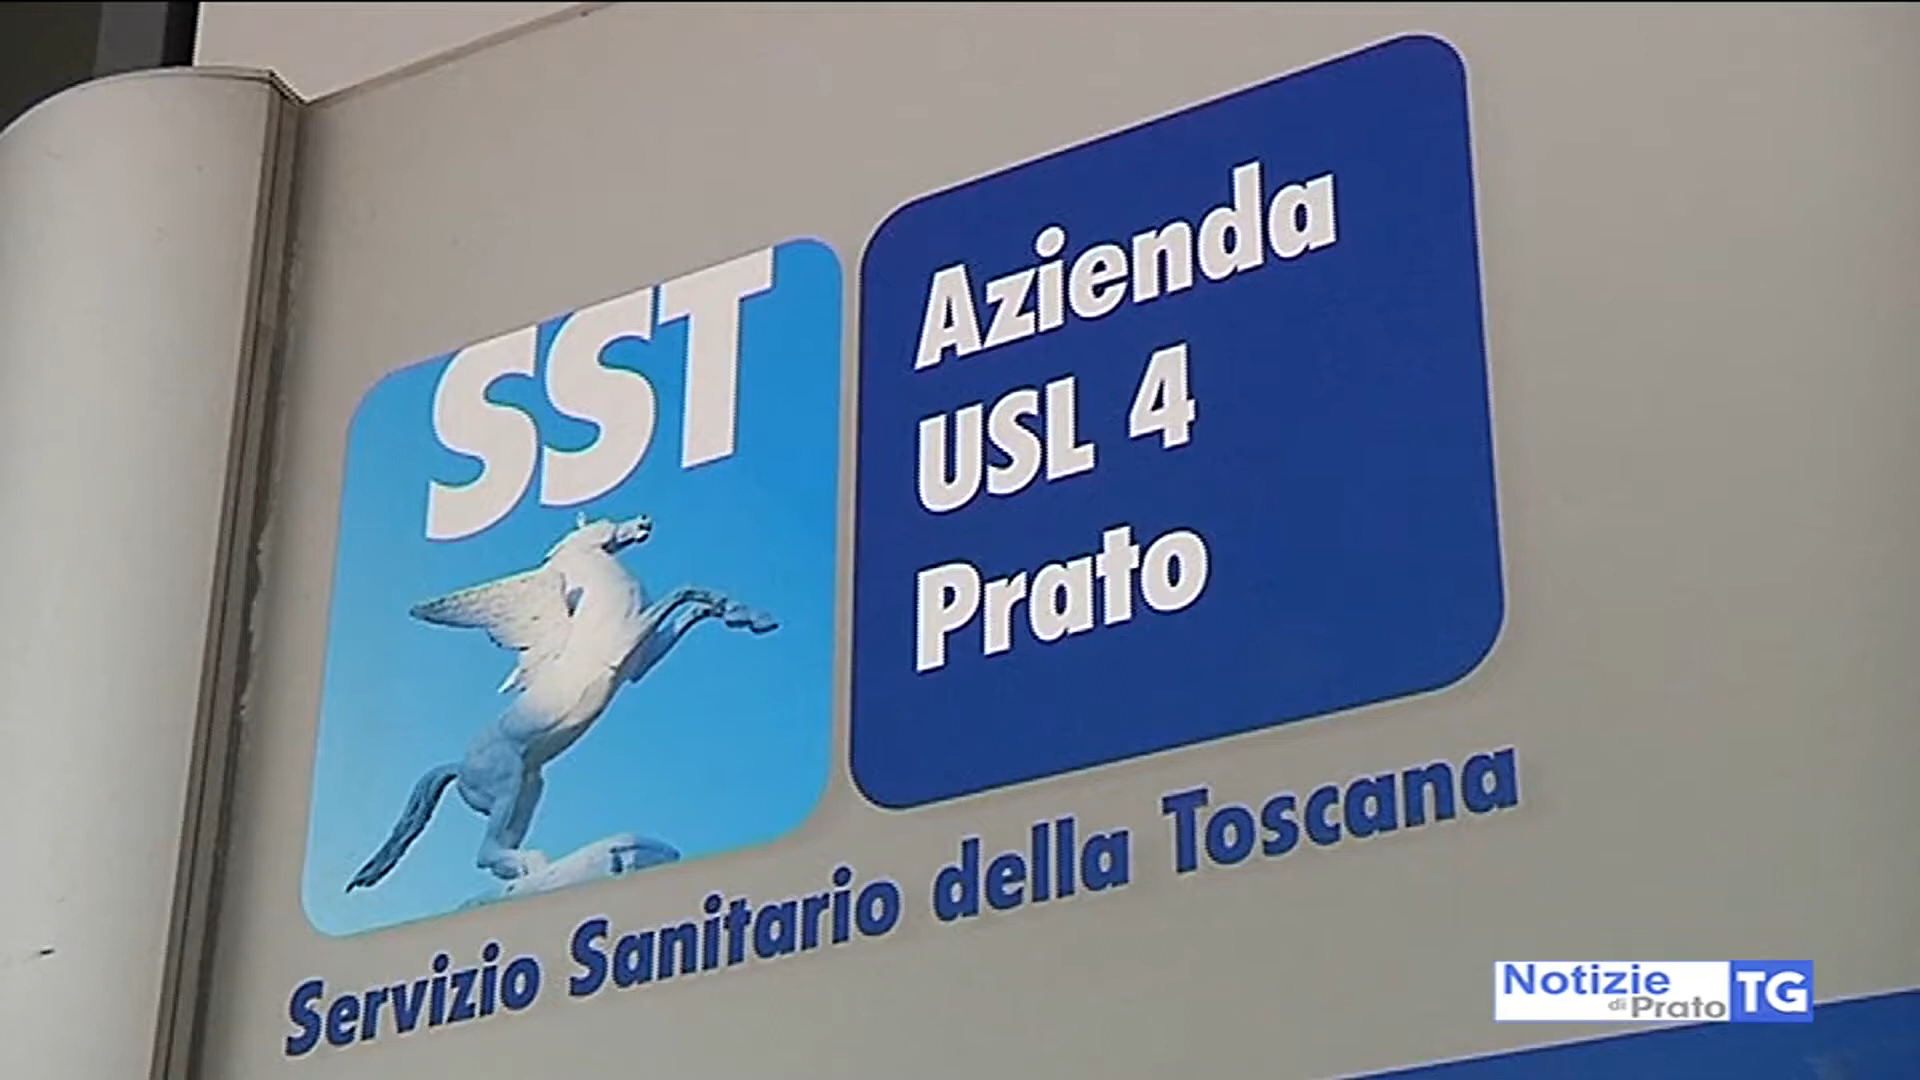 SST
Azienda
USL 4
Prato
Servizio Sanitario della Toscana
Notizie
di Prato
TG